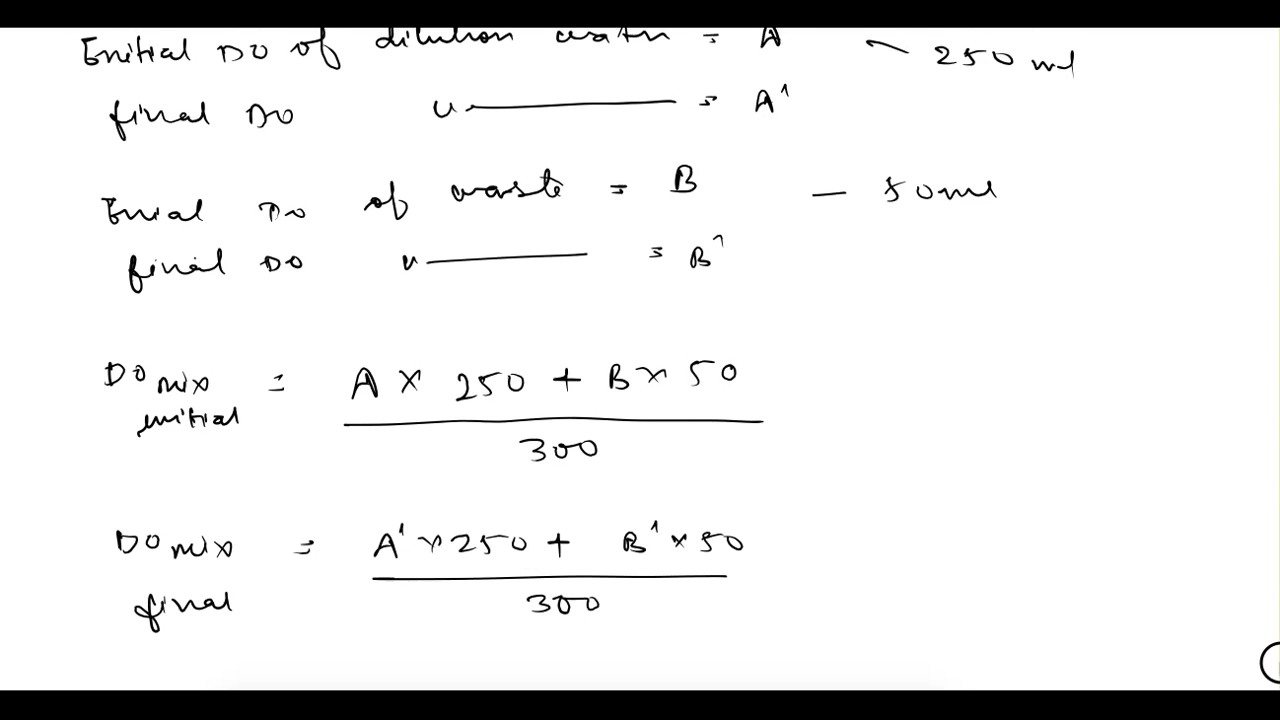 Initial DO of dilution water = A — 250 ml
final DO " ——— = A'
Initial DO of waste = B — 50 ml
final DO " ——— = B'
DO mix initial = A × 250 + B × 50
300
DO mix final = A' × 250 + B' × 50
300